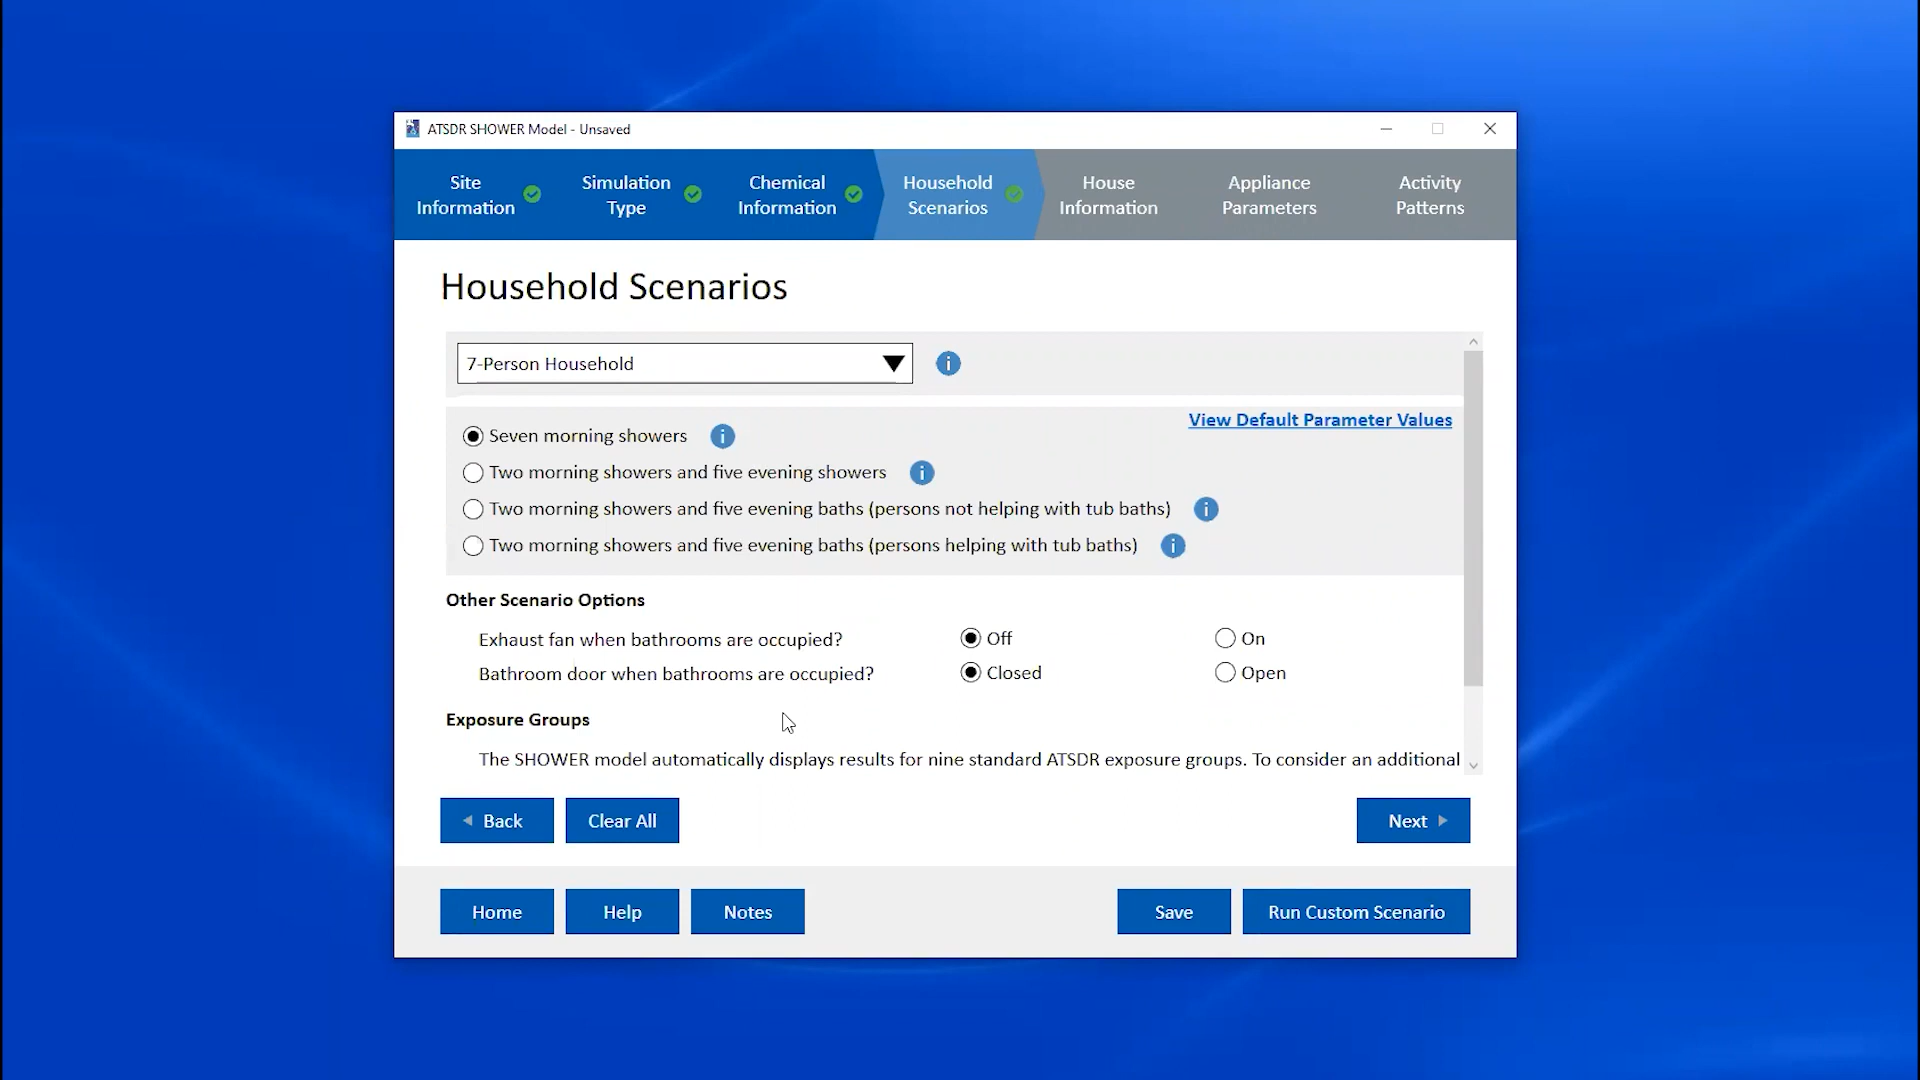 ATSDR SHOWER Model - Unsaved
Site Information
Simulation Type
Chemical Information
Household Scenarios
House Information
Appliance Parameters
Activity Patterns
Household Scenarios
7-Person Household
View Default Parameter Values
Seven morning showers
Two morning showers and five evening showers
Two morning showers and five evening baths (persons not helping with tub baths)
Two morning showers and five evening baths (persons helping with tub baths)
Other Scenario Options
Exhaust fan when bathrooms are occupied? Off On
Bathroom door when bathrooms are occupied? Closed Open
Exposure Groups
The SHOWER model automatically displays results for nine standard ATSDR exposure groups. To consider an additional
Back Clear All Next
Home Help Notes Save Run Custom Scenario